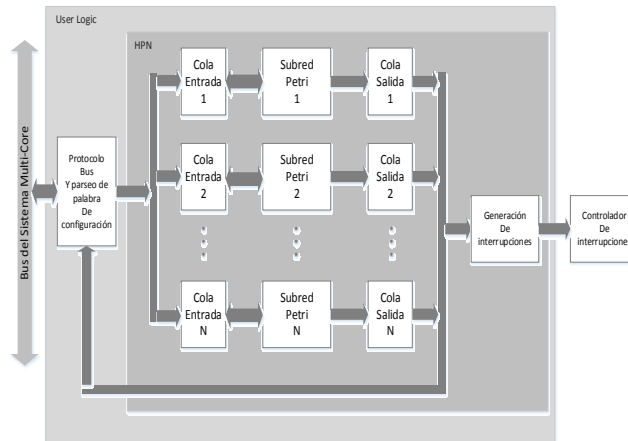 User Logic
HPN
Bus del Sistema Multi-Core
Protocolo
Bus
Y parseo de
palabra
De
configuración
Cola
Entrada
1
Subred
Petri
1
Cola
Salida
1
Cola
Entrada
2
Subred
Petri
2
Cola
Salida
2
Cola
Entrada
N
Subred
Petri
N
Cola
Salida
N
Generación
De
interrupciones
Controlador
De
interrupcione